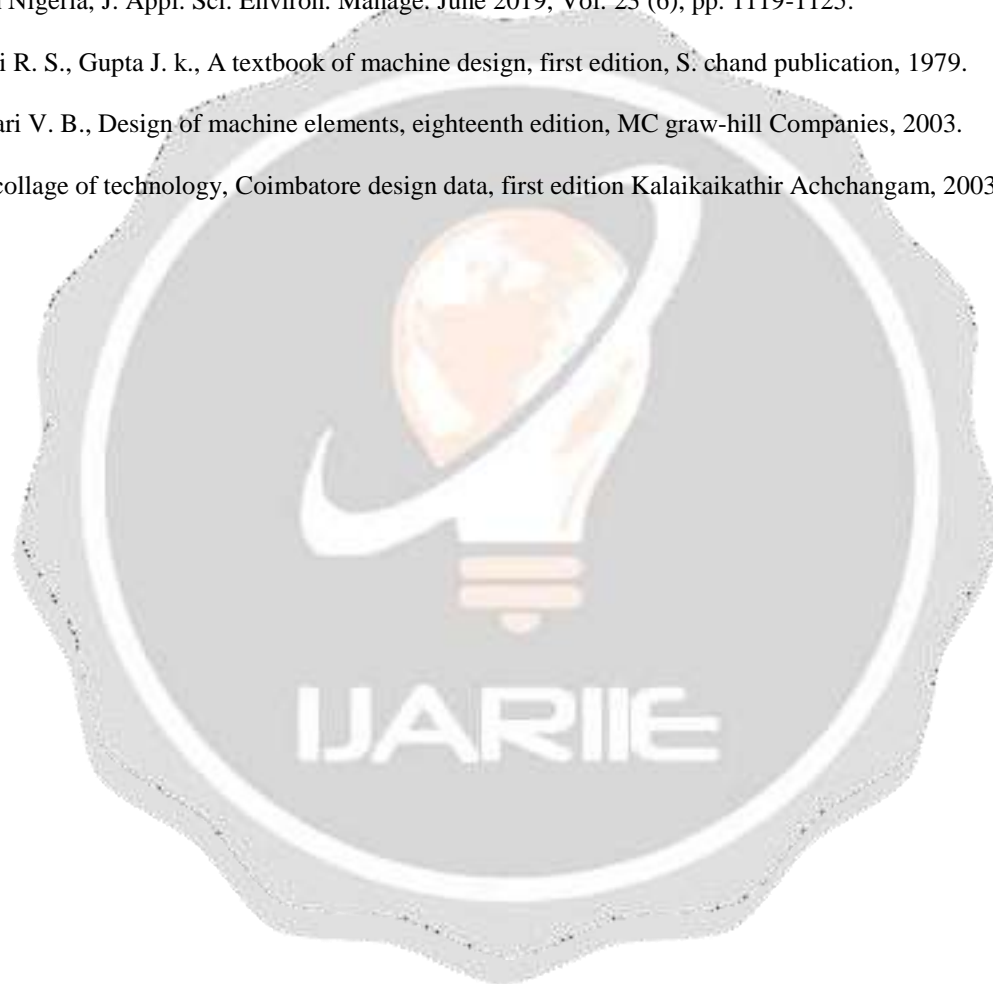 Nigeria, J. Appl. Sci. Environ. Manage. June 2019, Vol. 23 (6), pp. 1119-1125.
i R. S., Gupta J. k., A textbook of machine design, first edition, S. chand publication, 1979.
ari V. B., Design of machine elements, eighteenth edition, MC graw-hill Companies, 2003.
collage of technology, Coimbatore design data, first edition Kalaikaikathir Achchangam, 2003
IJARIIE